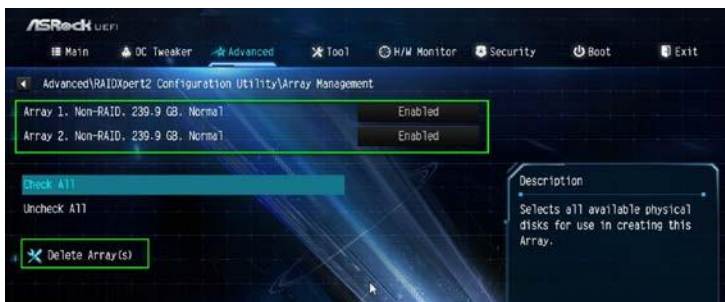 ASRock UEFI
Main OC Tweaker Advanced Tool H/W Monitor Security Boot Exit
Advanced\RAIDXpert2 Configuration Utility\Array Management
Array 1, Non-RAID, 239.9 GB, Normal Enabled
Array 2, Non-RAID, 239.9 GB, Normal Enabled
Check All
Uncheck All
Delete Array(s)
Description
Selects all available physical
disks for use in creating this
Array.